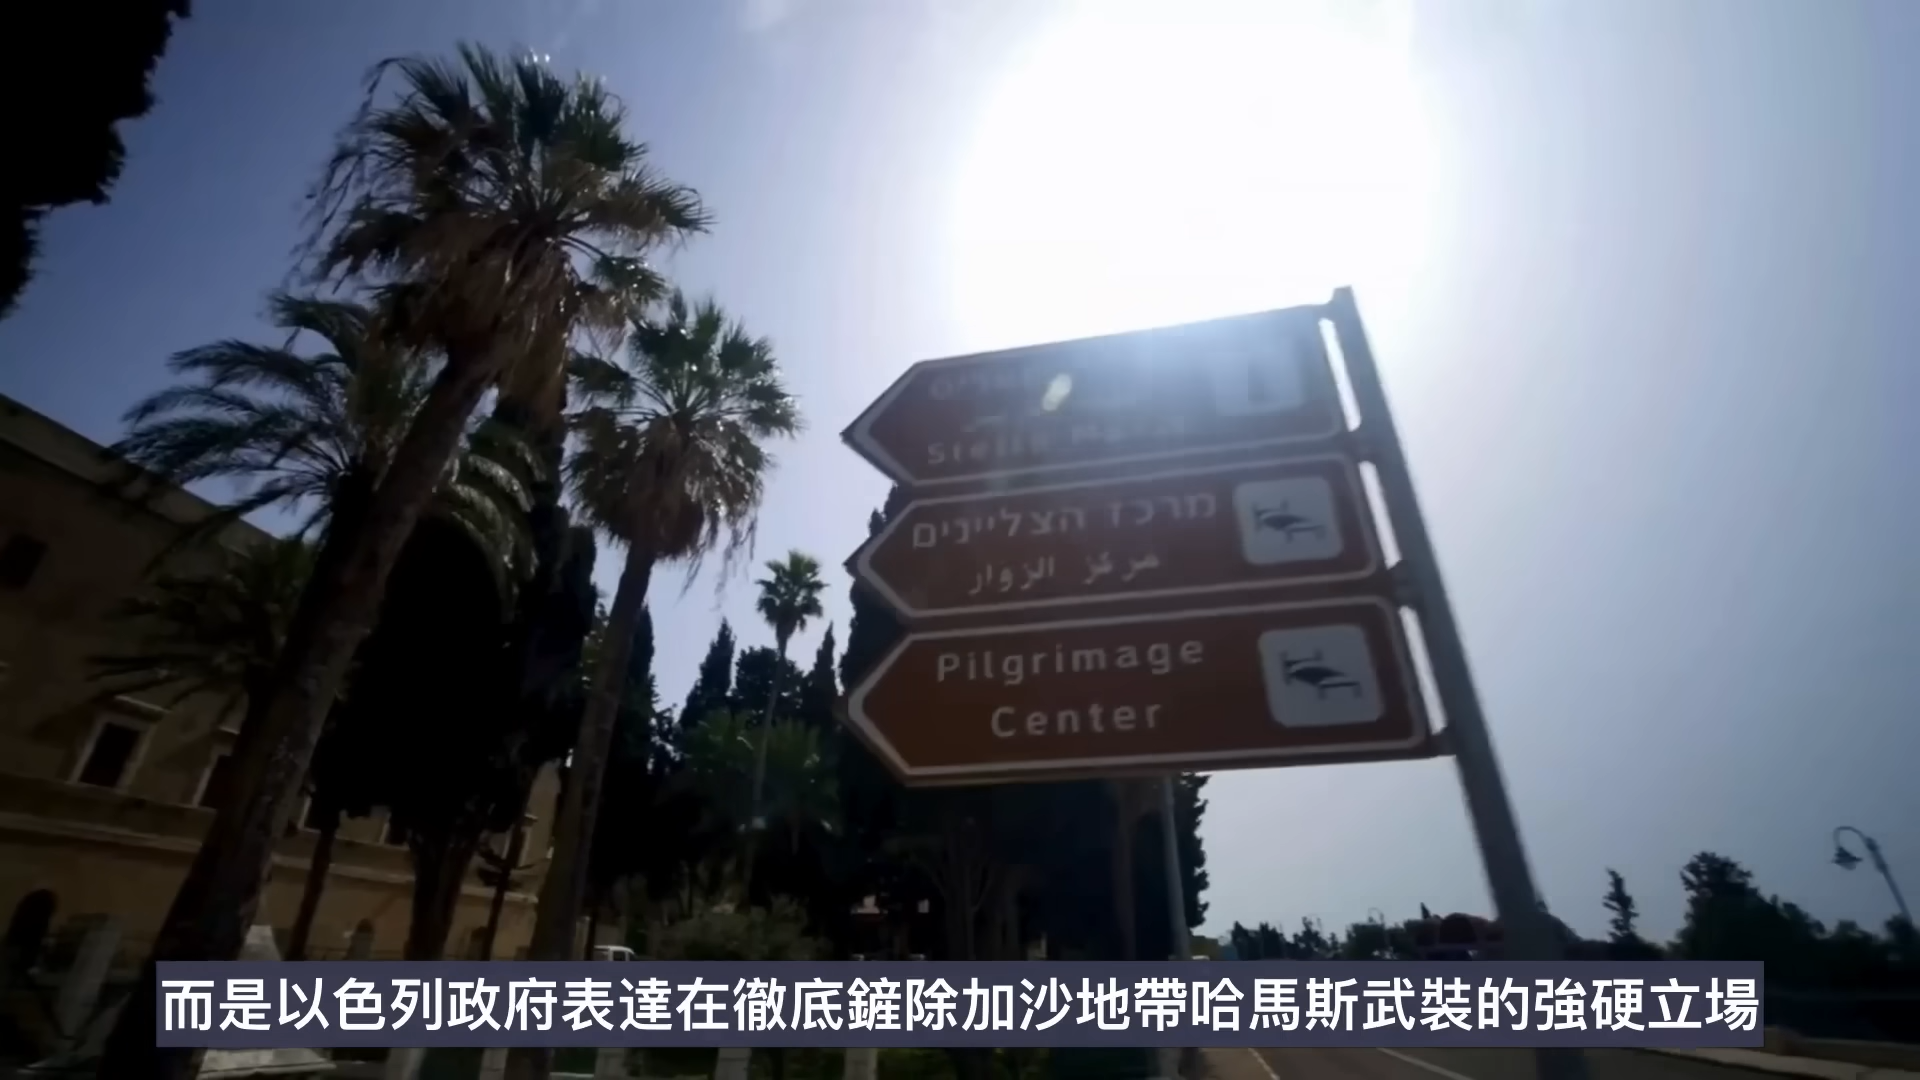 Stella Maris
מרכז הצליינים
مركز الزوار
Pilgrimage
Center
而是以色列政府表達在徹底鏟除加沙地帶哈馬斯武裝的強硬立場